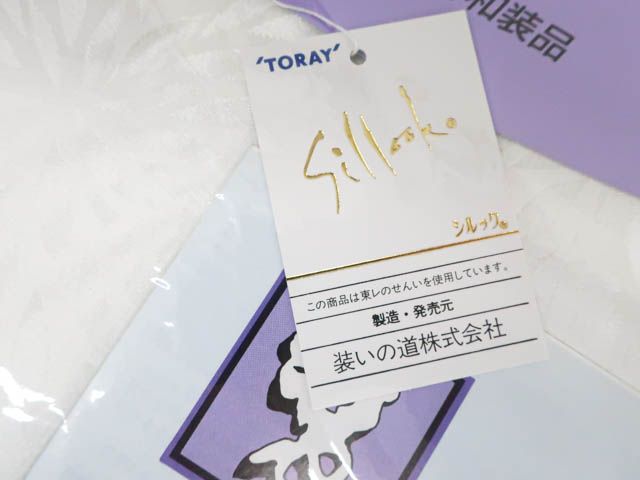 和装品
'TORAY'
Sillook®
シルック®
この商品は東レのせんいを使用しています。
製造・発売元
装いの道株式会社